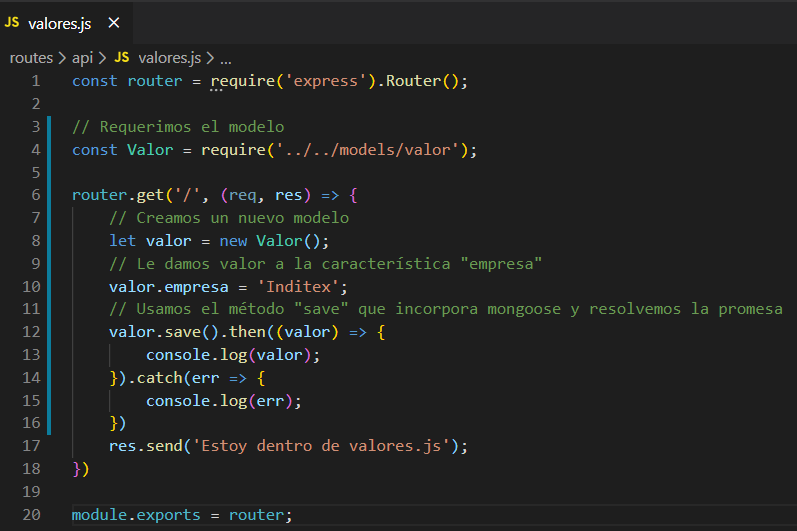 JS valores.js ×
routes > api > JS valores.js > ...
1 const router = require('express').Router();
2
3 // Requerimos el modelo
4 const Valor = require('../../models/valor');
5
6 router.get('/', (req, res) => {
7     // Creamos un nuevo modelo
8     let valor = new Valor();
9     // Le damos valor a la característica "empresa"
10     valor.empresa = 'Inditex';
11     // Usamos el método "save" que incorpora mongoose y resolvemos la promesa
12     valor.save().then((valor) => {
13         console.log(valor);
14     }).catch(err => {
15         console.log(err);
16     })
17     res.send('Estoy dentro de valores.js');
18 })
19
20 module.exports = router;